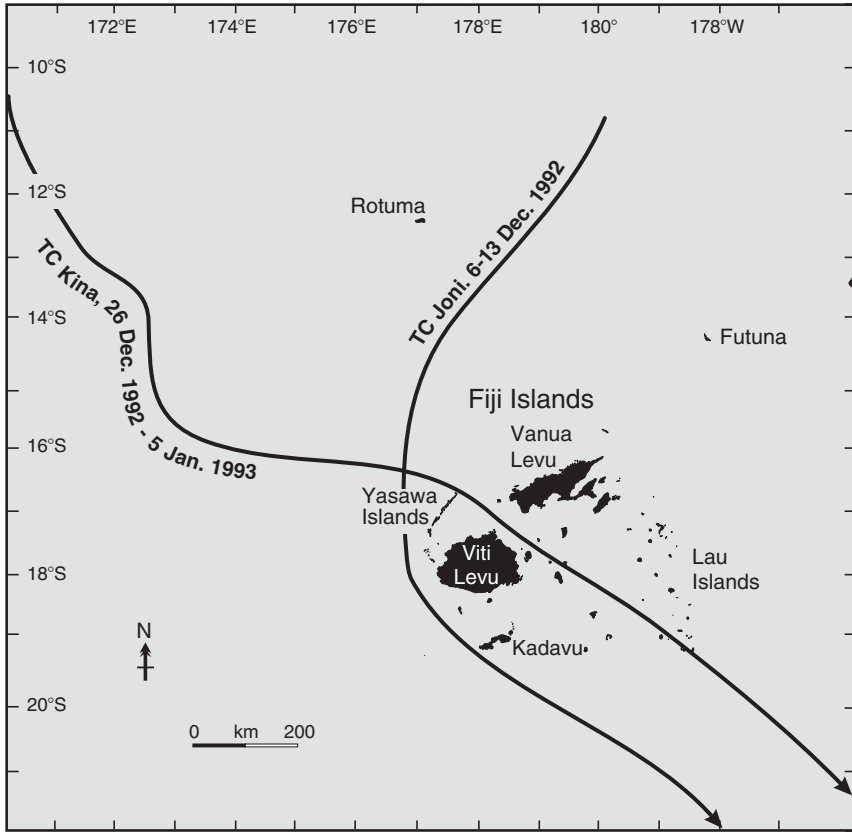 172°E 174°E 176°E 178°E 180° 178°W
10°S
12°S
14°S
16°S
18°S
20°S
Rotuma
TC Joni. 6-13 Dec. 1992
TC Kina, 26 Dec. 1992 - 5 Jan. 1993
Futuna
Fiji Islands
Vanua
Levu
Yasawa
Islands
Viti
Levu
Lau
Islands
Kadavu
N
0 km 200